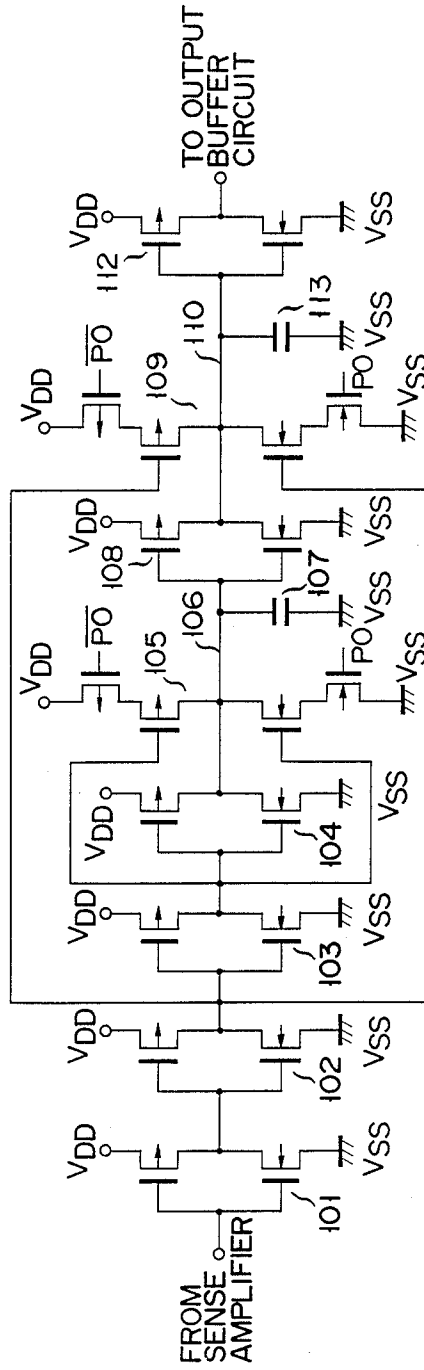 FROM
SENSE
AMPLIFIER
VDD
101
VSS
VDD
102
VSS
VDD
103
VSS
VDD
104
VSS
VDD
P̅O̅
105
PO
VSS
106
107
VSS
VDD
108
VSS
VDD
P̅O̅
109
PO
VSS
110
113
VSS
VDD
112
VSS
TO OUTPUT
BUFFER
CIRCUIT